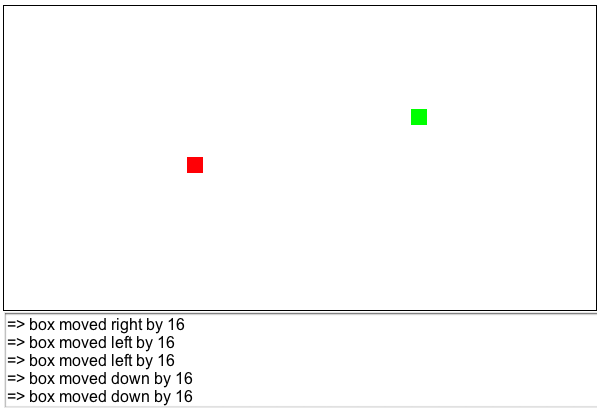 => box moved right by 16
=> box moved left by 16
=> box moved left by 16
=> box moved down by 16
=> box moved down by 16